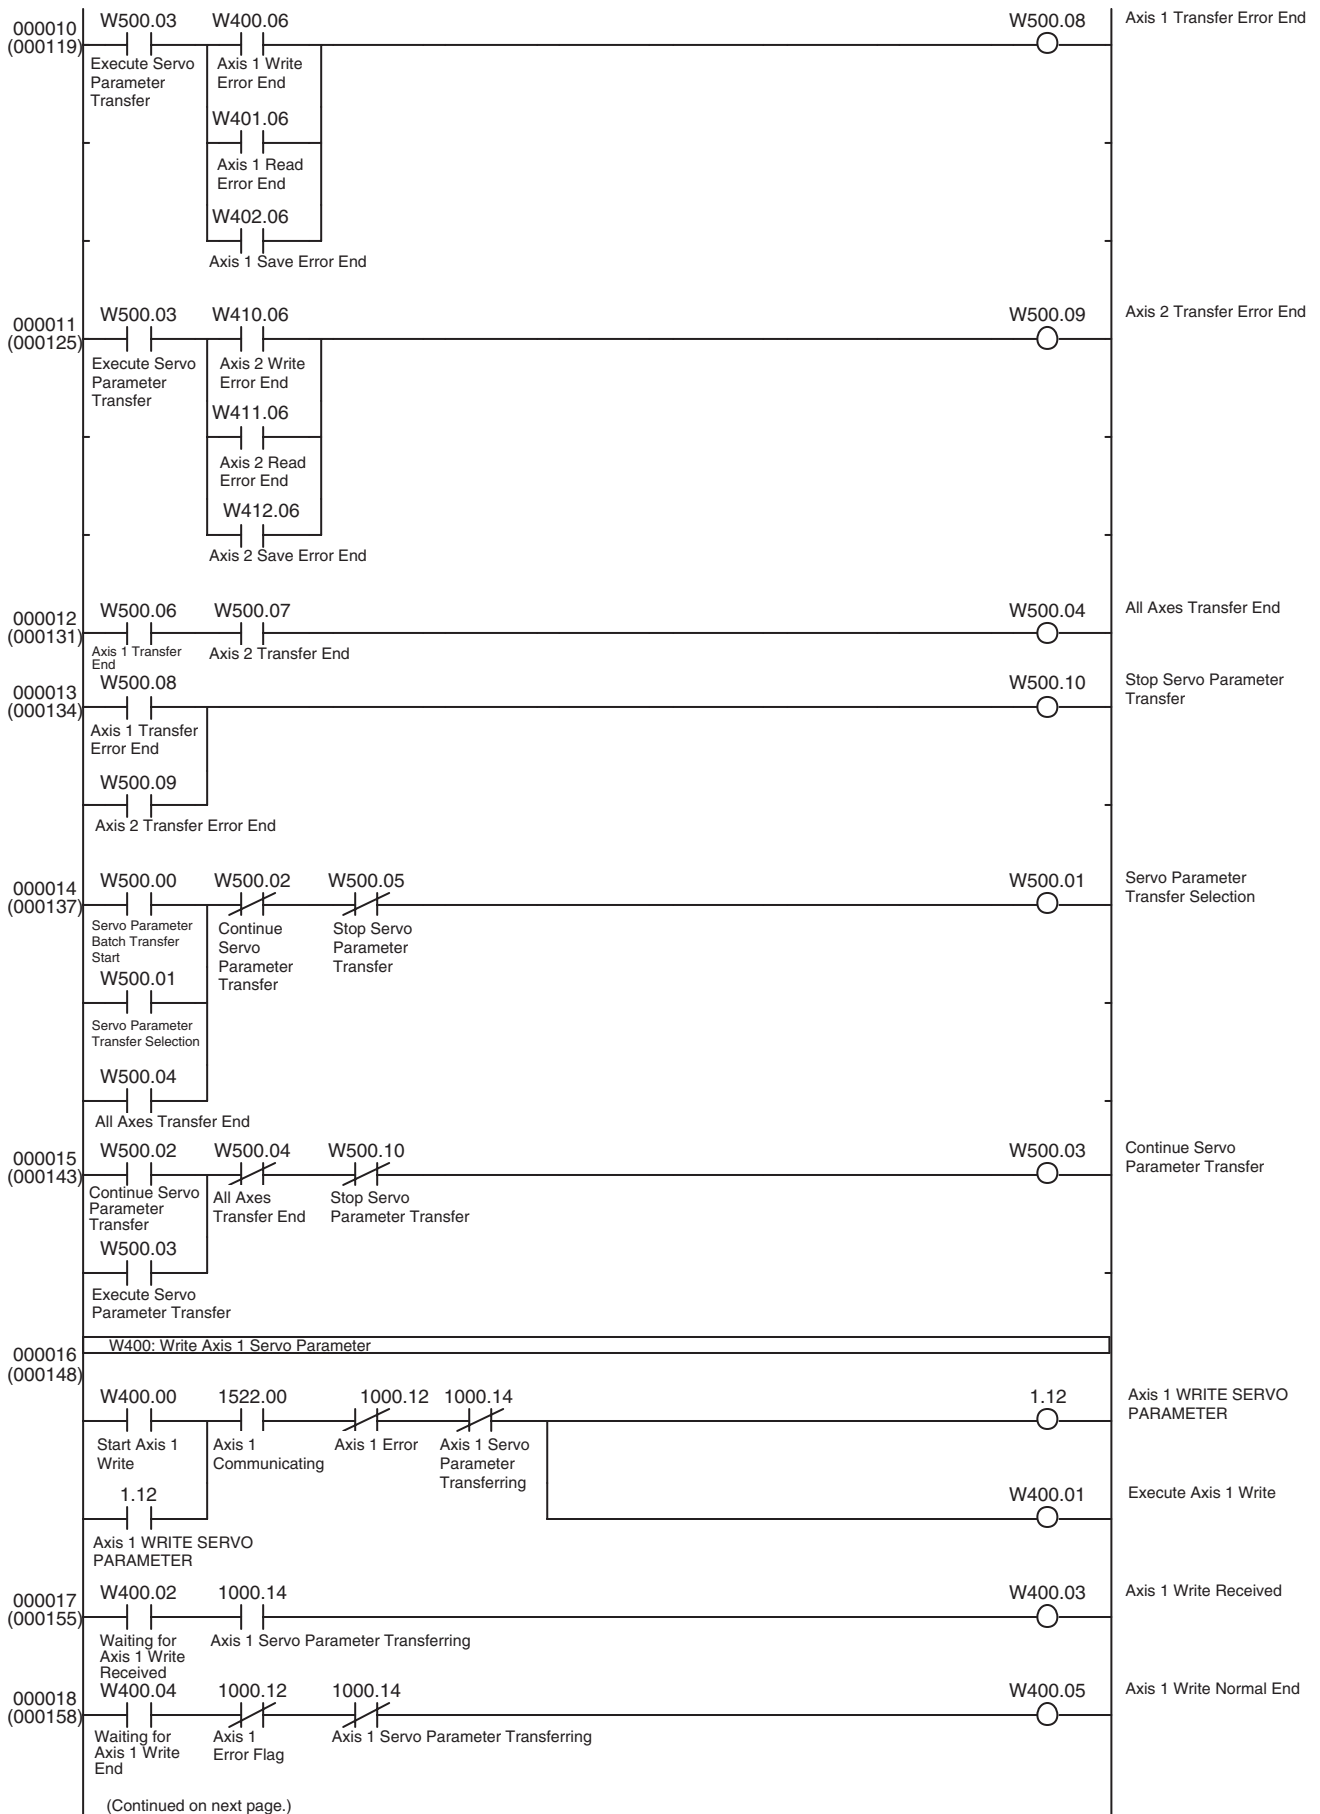 W500.03 W400.06 W500.08 Axis 1 Transfer Error End
000010
(000119)
Execute Servo
Parameter
Transfer
Axis 1 Write
Error End
W401.06
Axis 1 Read
Error End
W402.06
Axis 1 Save Error End
W500.03 W410.06 W500.09 Axis 2 Transfer Error End
000011
(000125)
Execute Servo
Parameter
Transfer
Axis 2 Write
Error End
W411.06
Axis 2 Read
Error End
W412.06
Axis 2 Save Error End
W500.06 W500.07 W500.04 All Axes Transfer End
000012
(000131)
Axis 1 Transfer
End
Axis 2 Transfer End
W500.08 W500.10 Stop Servo Parameter
Transfer
000013
(000134)
Axis 1 Transfer
Error End
W500.09
Axis 2 Transfer Error End
W500.00 W500.02 W500.05 W500.01 Servo Parameter
Transfer Selection
000014
(000137)
Servo Parameter
Batch Transfer
Start
Continue
Servo
Parameter
Transfer
Stop Servo
Parameter
Transfer
W500.01
Servo Parameter
Transfer Selection
W500.04
All Axes Transfer End
W500.02 W500.04 W500.10 W500.03 Continue Servo
Parameter Transfer
000015
(000143)
Continue Servo
Parameter
Transfer
All Axes
Transfer End
Stop Servo
Parameter Transfer
W500.03
Execute Servo
Parameter Transfer
W400: Write Axis 1 Servo Parameter
000016
(000148)
W400.00 1522.00 1000.12 1000.14 1.12 Axis 1 WRITE SERVO
PARAMETER
Start Axis 1
Write
Axis 1
Communicating
Axis 1 Error
Axis 1 Servo
Parameter
Transferring
1.12 W400.01 Execute Axis 1 Write
Axis 1 WRITE SERVO
PARAMETER
W400.02 1000.14 W400.03 Axis 1 Write Received
000017
(000155)
Waiting for
Axis 1 Write
Received
Axis 1 Servo Parameter Transferring
W400.04 1000.12 1000.14 W400.05 Axis 1 Write Normal End
000018
(000158)
Waiting for
Axis 1 Write
End
Axis 1
Error Flag
Axis 1 Servo Parameter Transferring
(Continued on next page.)